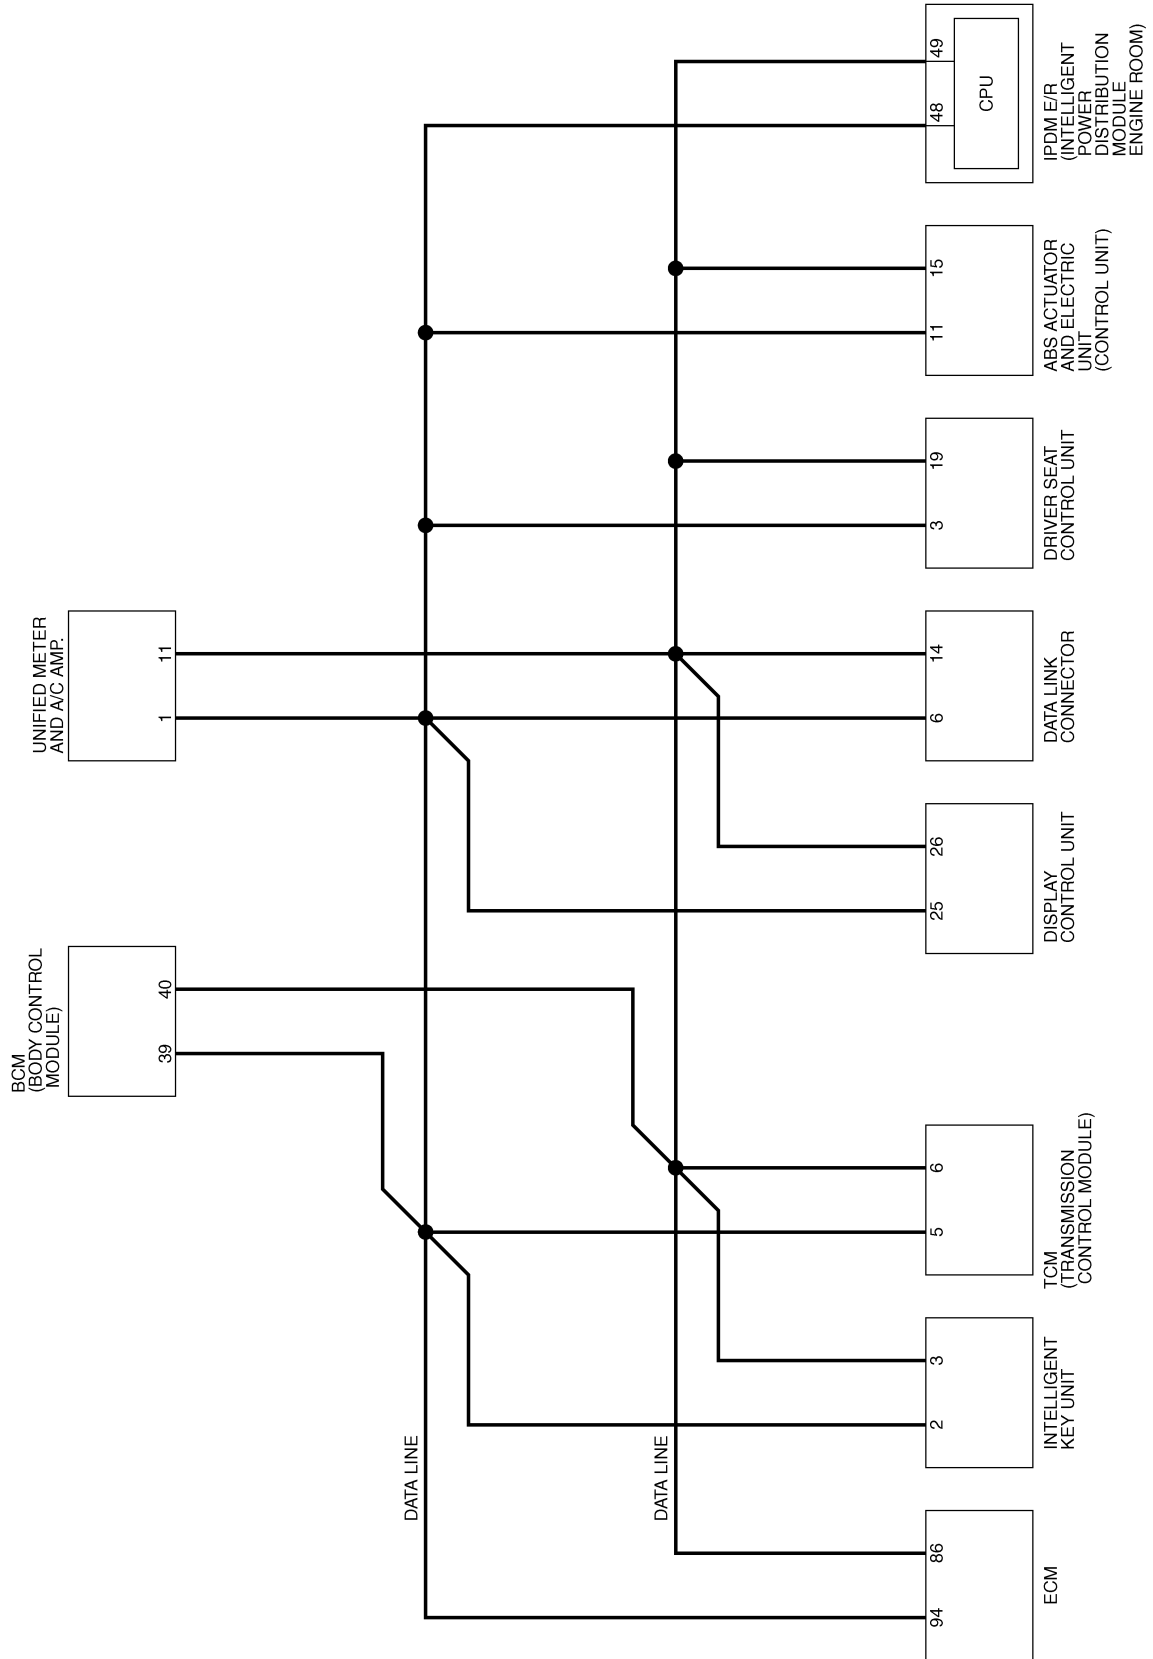 BCM
(BODY CONTROL
MODULE)
39
40
UNIFIED METER
AND A/C AMP.
1
11
DATA LINE
DATA LINE
94
86
ECM
2
3
INTELLIGENT
KEY UNIT
5
6
TCM
(TRANSMISSION
CONTROL MODULE)
25
26
DISPLAY
CONTROL UNIT
6
14
DATA LINK
CONNECTOR
3
19
DRIVER SEAT
CONTROL UNIT
11
15
ABS ACTUATOR
AND ELECTRIC
UNIT
(CONTROL UNIT)
48
49
CPU
IPDM E/R
(INTELLIGENT
POWER
DISTRIBUTION
MODULE
ENGINE ROOM)